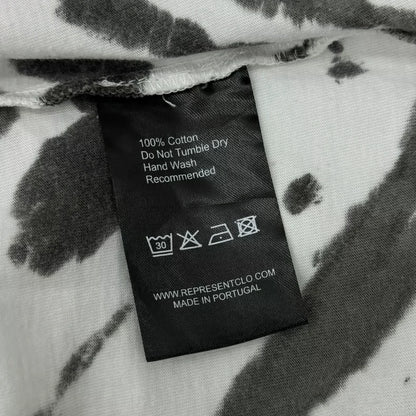 100% Cotton
Do Not Tumble Dry
Hand Wash
Recommended
30
WWW.REPRESENTCLO.COM
MADE IN PORTUGAL